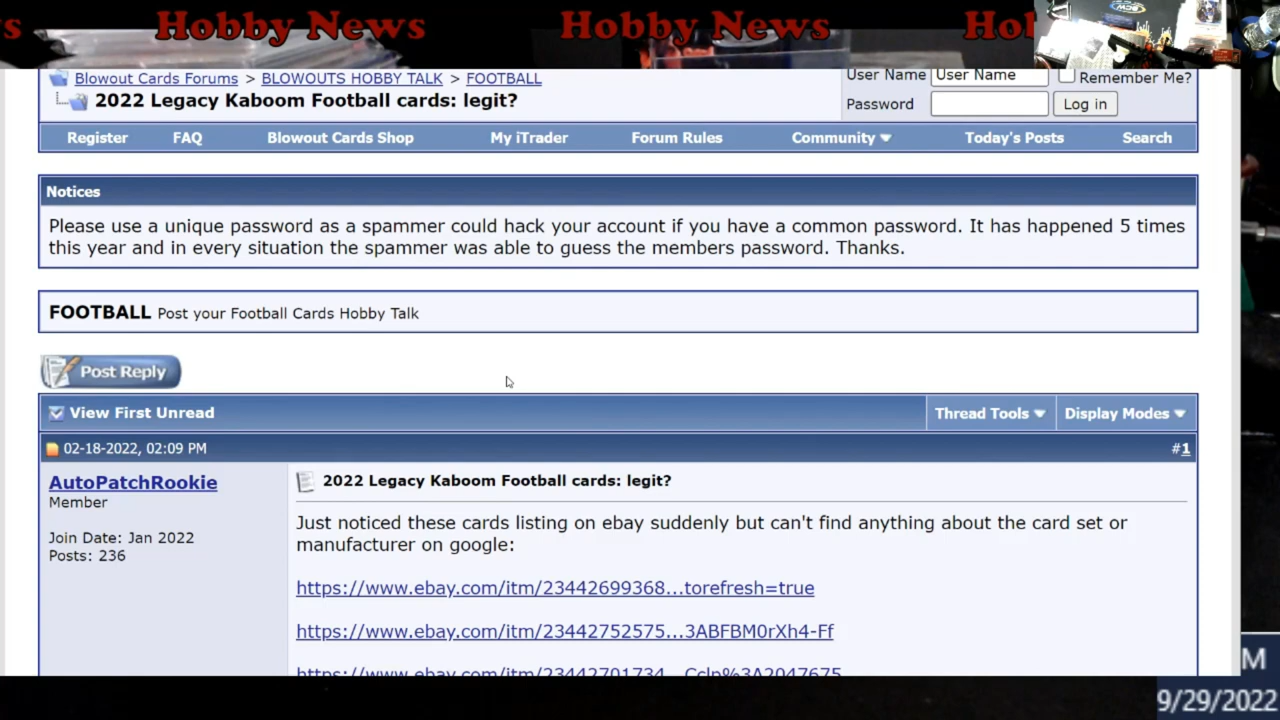 Hobby News Hobby News
Blowout Cards Forums > BLOWOUTS HOBBY TALK > FOOTBALL
2022 Legacy Kaboom Football cards: legit?
User Name User Name Remember Me?
Password Log in
Register FAQ Blowout Cards Shop My iTrader Forum Rules Community Today's Posts Search
Notices
Please use a unique password as a spammer could hack your account if you have a common password. It has happened 5 times
this year and in every situation the spammer was able to guess the members password. Thanks.
FOOTBALL Post your Football Cards Hobby Talk
Post Reply
View First Unread Thread Tools Display Modes
02-18-2022, 02:09 PM #1
AutoPatchRookie
Member
Join Date: Jan 2022
Posts: 236
2022 Legacy Kaboom Football cards: legit?
Just noticed these cards listing on ebay suddenly but can't find anything about the card set or
manufacturer on google:
https://www.ebay.com/itm/23442699368...torefresh=true
https://www.ebay.com/itm/23442752575...3ABFBM0rXh4-Ff
https://www.ebay.com/itm/23442701734...Cclp%3A2047675
M
9/29/2022